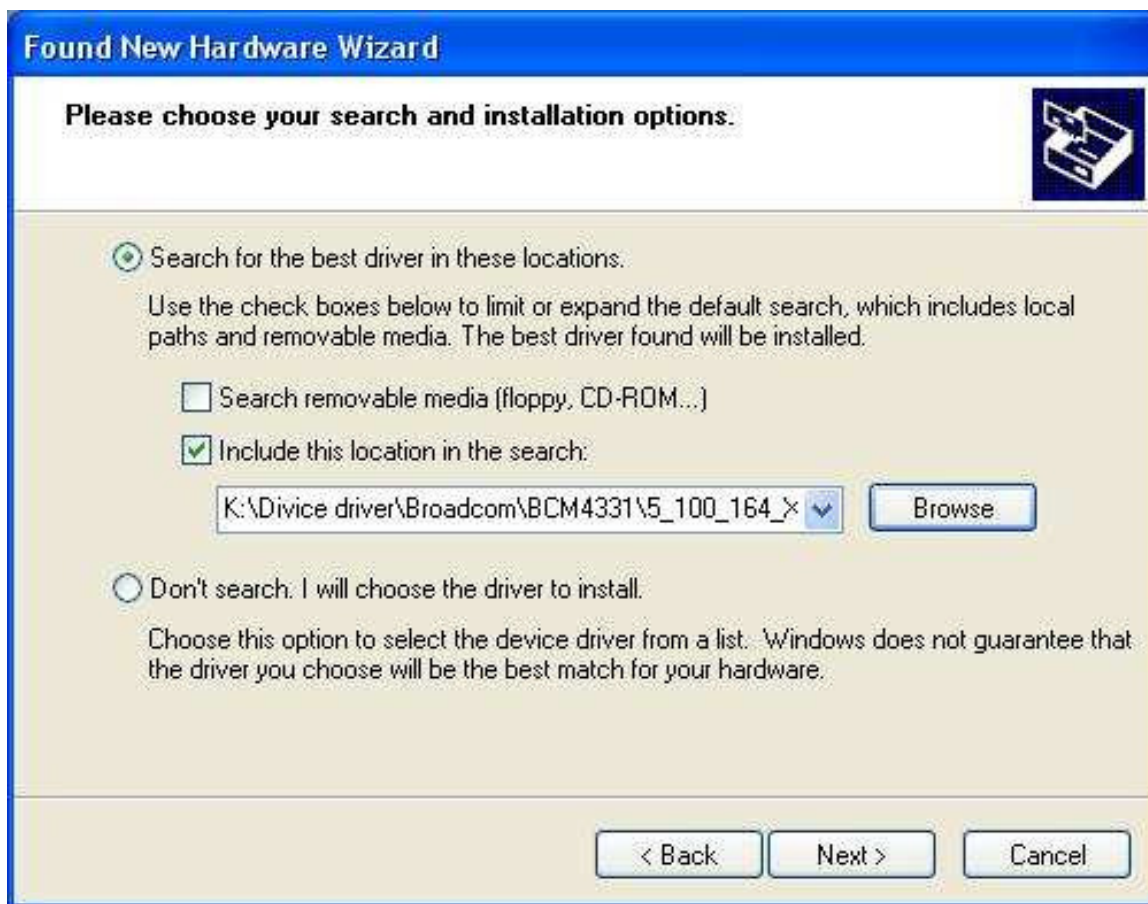 Found New Hardware Wizard
Please choose your search and installation options.
Search for the best driver in these locations.
Use the check boxes below to limit or expand the default search, which includes local
paths and removable media. The best driver found will be installed.
Search removable media (floppy, CD-ROM...)
Include this location in the search:
K:\Divice driver\Broadcom\BCM4331\5_100_164_
Browse
Don't search. I will choose the driver to install.
Choose this option to select the device driver from a list. Windows does not guarantee that
the driver you choose will be the best match for your hardware.
< Back
Next >
Cancel